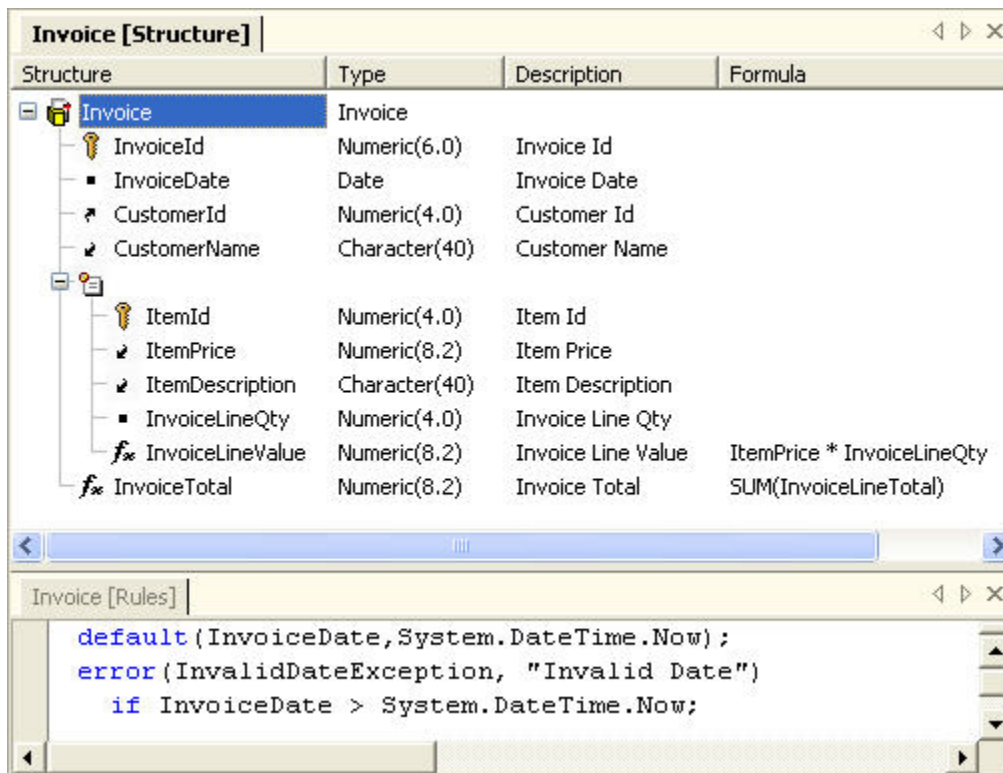 Invoice [Structure]
Structure Type Description Formula
Invoice Invoice
InvoiceId Numeric(6.0) Invoice Id
InvoiceDate Date Invoice Date
CustomerId Numeric(4.0) Customer Id
CustomerName Character(40) Customer Name
ItemId Numeric(4.0) Item Id
ItemPrice Numeric(8.2) Item Price
ItemDescription Character(40) Item Description
InvoiceLineQty Numeric(4.0) Invoice Line Qty
InvoiceLineValue Numeric(8.2) Invoice Line Value ItemPrice * InvoiceLineQty
InvoiceTotal Numeric(8.2) Invoice Total SUM(InvoiceLineTotal)
Invoice [Rules]
default(InvoiceDate,System.DateTime.Now);
error(InvalidDateException, "Invalid Date")
if InvoiceDate > System.DateTime.Now;